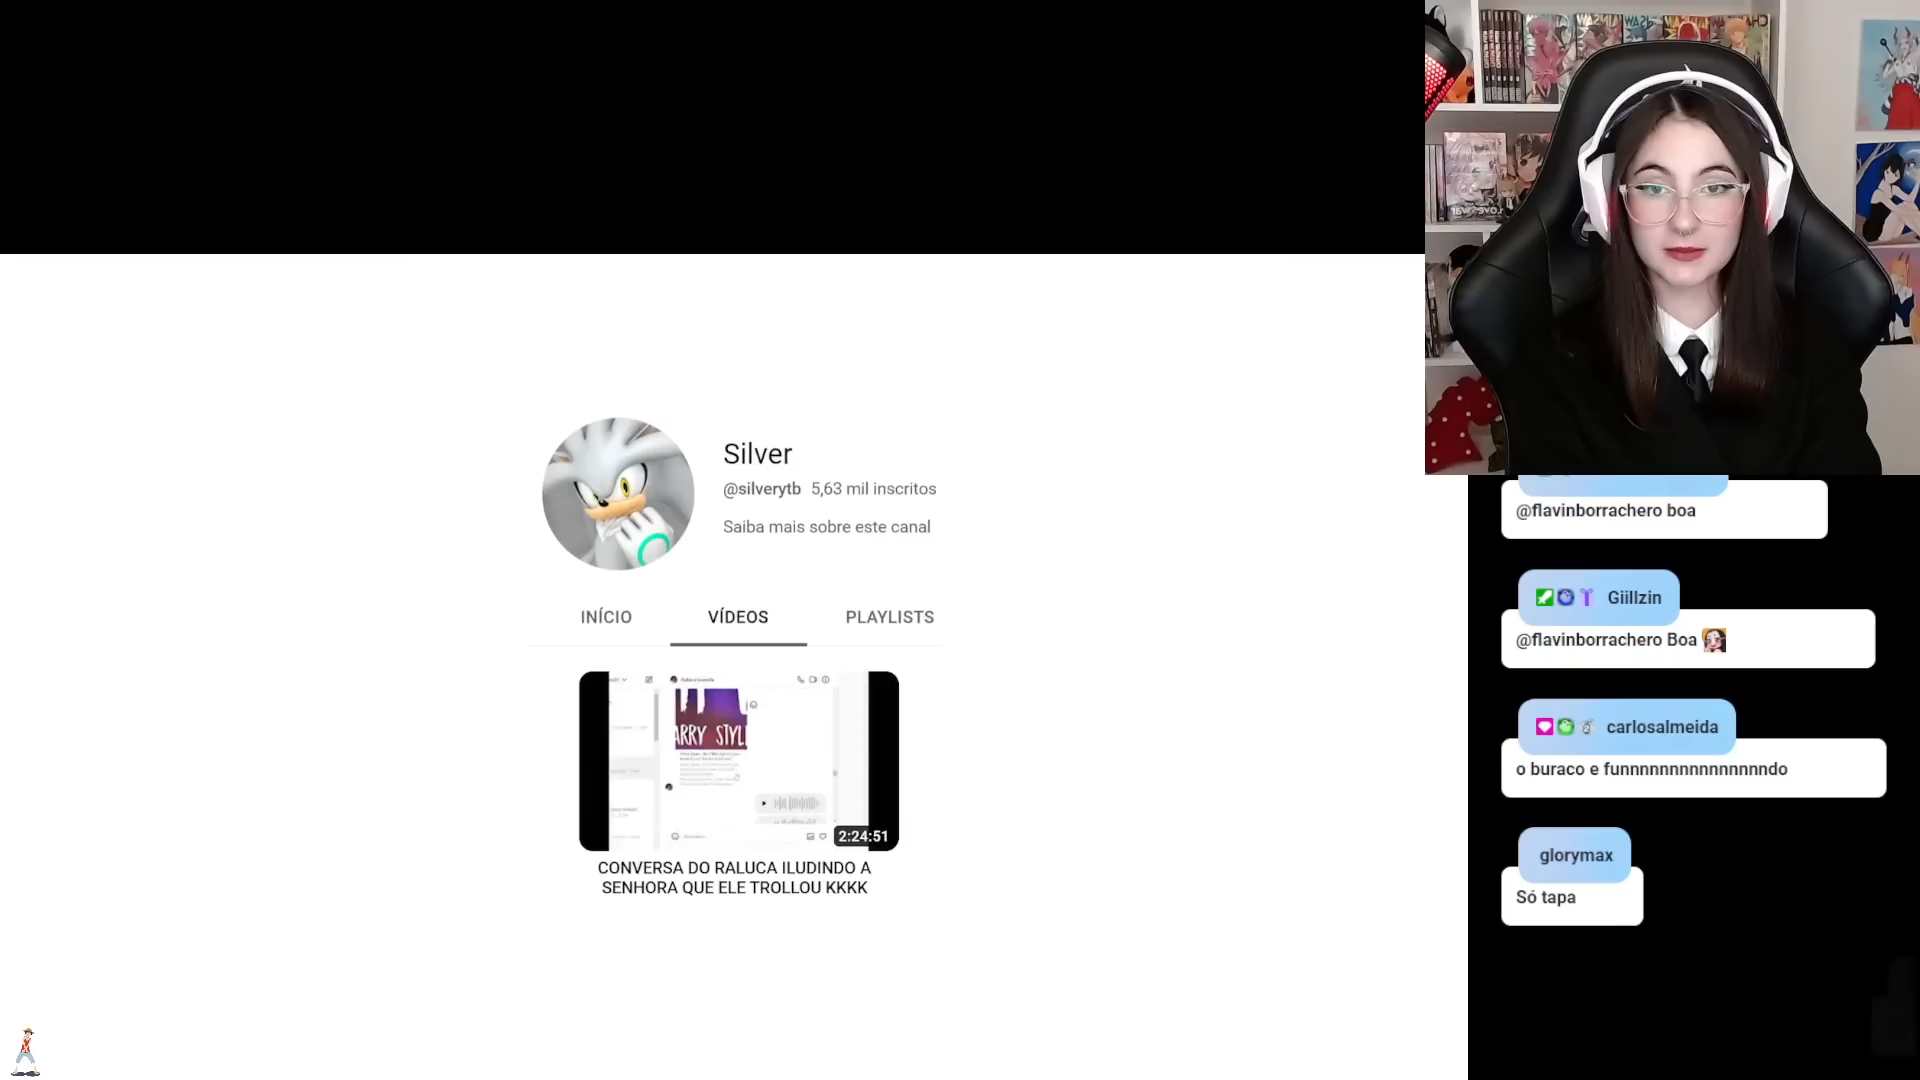 Silver
@silverytb 5,63 mil inscritos
Saiba mais sobre este canal
INÍCIO VÍDEOS PLAYLISTS
ARRY STYL
2:24:51
CONVERSA DO RALUCA ILUDINDO A
SENHORA QUE ELE TROLLOU KKKK
@flavinborrachero boa
Giillzin
@flavinborrachero Boa
carlosalmeida
o buraco e funnnnnnnnnnnnnnndo
glorymax
Só tapa